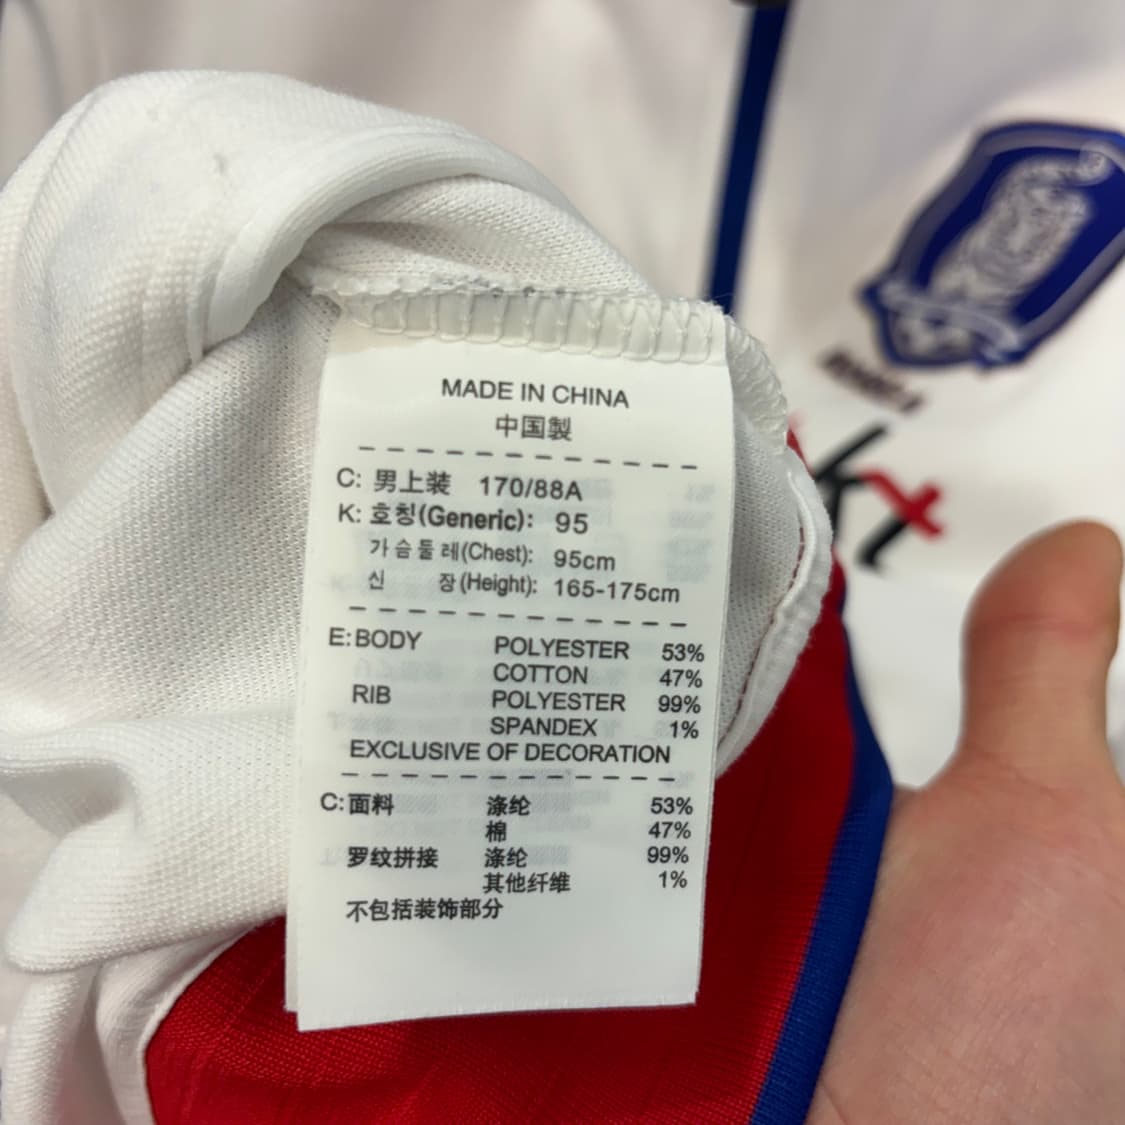 MADE IN CHINA
中国製
C: 男上装 170/88A
K: 호칭(Generic): 95
가슴둘레(Chest): 95cm
신 장(Height): 165-175cm
E:BODY POLYESTER 53%
COTTON 47%
RIB POLYESTER 99%
SPANDEX 1%
EXCLUSIVE OF DECORATION
C:面料 涤纶 53%
棉 47%
罗纹拼接 涤纶 99%
其他纤维 1%
不包括装饰部分